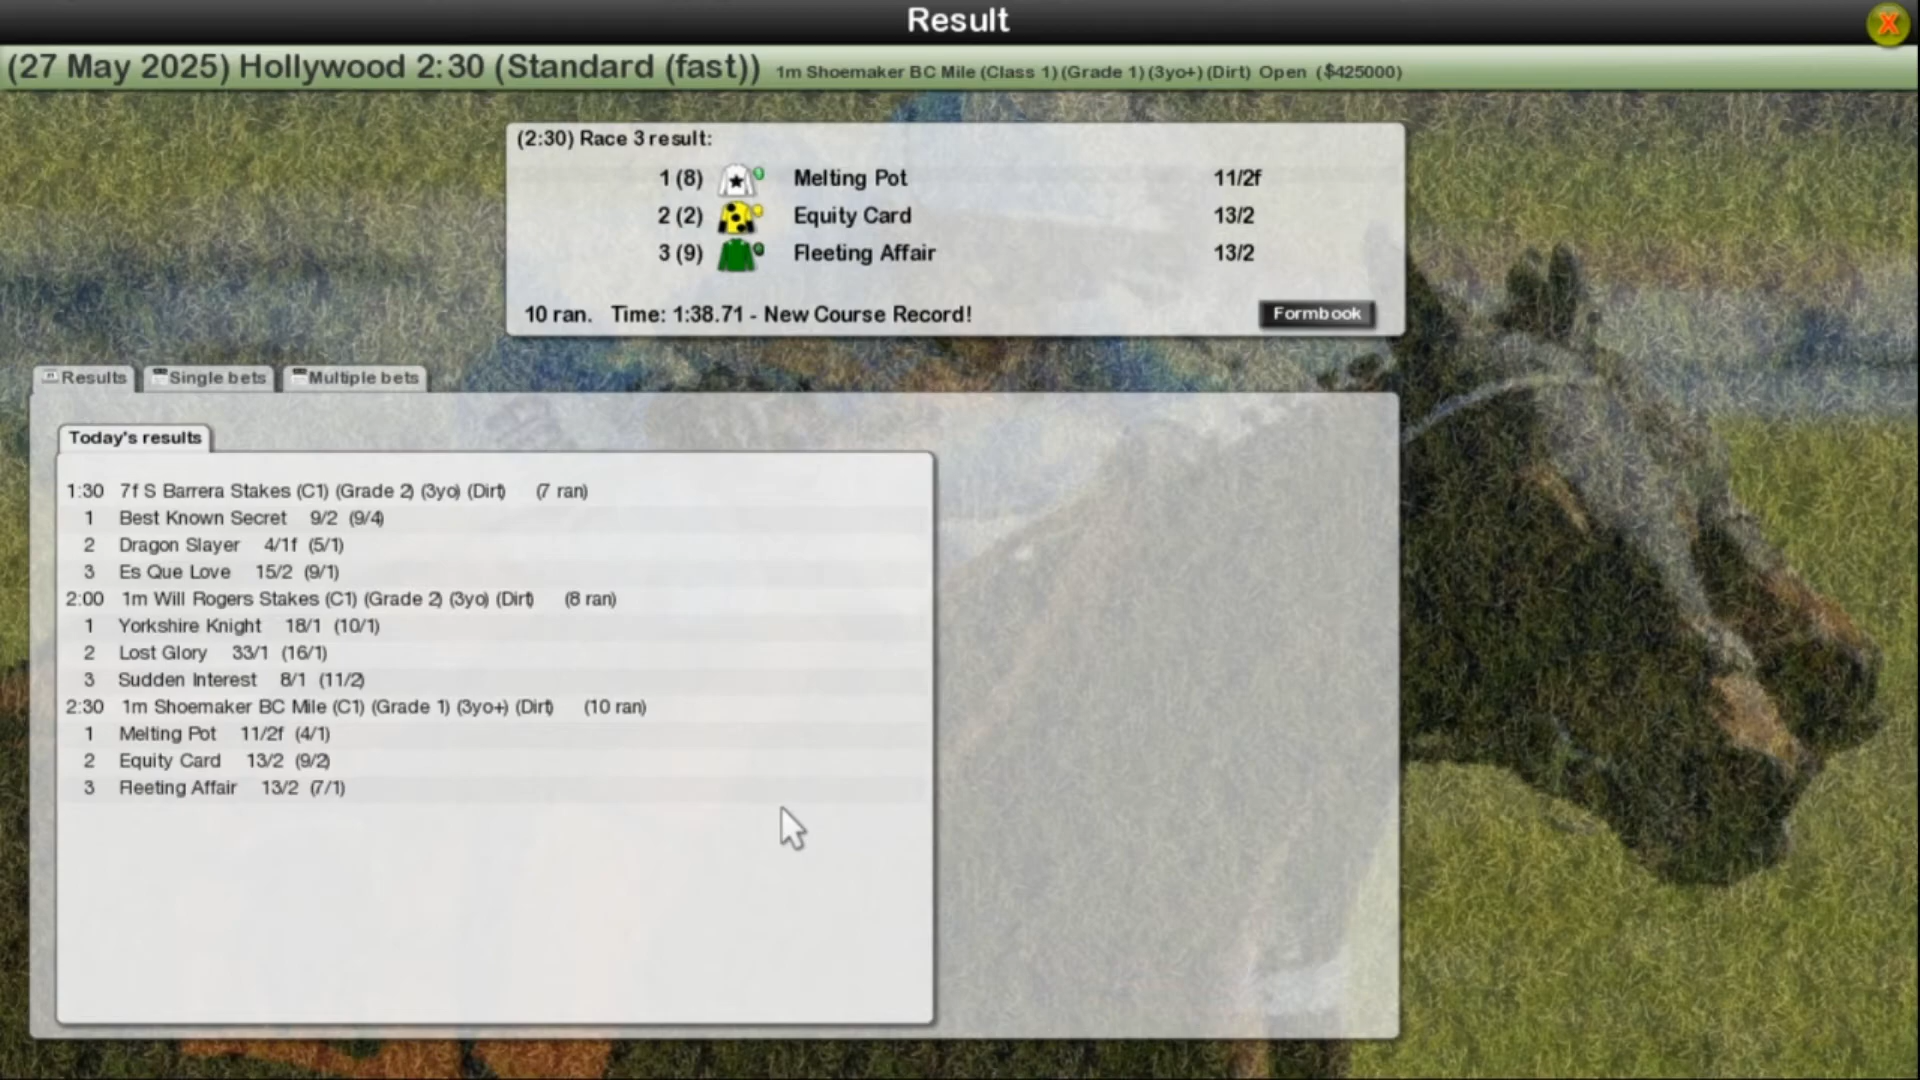 Result
X
(27 May 2025) Hollywood 2:30 (Standard (fast)) 1m Shoemaker BC Mile (Class 1) (Grade 1) (3yo+) (Dirt) Open ($425000)
(2:30) Race 3 result:
1 (8) Melting Pot 11/2f
2 (2) Equity Card 13/2
3 (9) Fleeting Affair 13/2
10 ran. Time: 1:38.71 - New Course Record! Formbook
Results Single bets Multiple bets
Today's results
1:30 7f S Barrera Stakes (C1) (Grade 2) (3yo) (Dirt) (7 ran)
1 Best Known Secret 9/2 (9/4)
2 Dragon Slayer 4/1f (5/1)
3 Es Que Love 15/2 (9/1)
2:00 1m Will Rogers Stakes (C1) (Grade 2) (3yo) (Dirt) (8 ran)
1 Yorkshire Knight 18/1 (10/1)
2 Lost Glory 33/1 (16/1)
3 Sudden Interest 8/1 (11/2)
2:30 1m Shoemaker BC Mile (C1) (Grade 1) (3yo+) (Dirt) (10 ran)
1 Melting Pot 11/2f (4/1)
2 Equity Card 13/2 (9/2)
3 Fleeting Affair 13/2 (7/1)